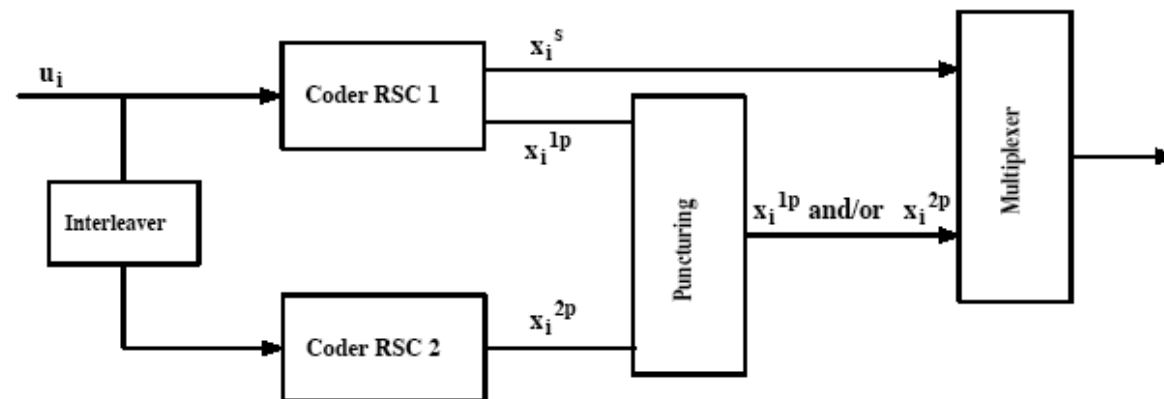 u_i
Coder RSC 1
x_i^s
x_i^1p
Interleaver
Coder RSC 2
x_i^2p
Puncturing
x_i^1p and/or x_i^2p
Multiplexer